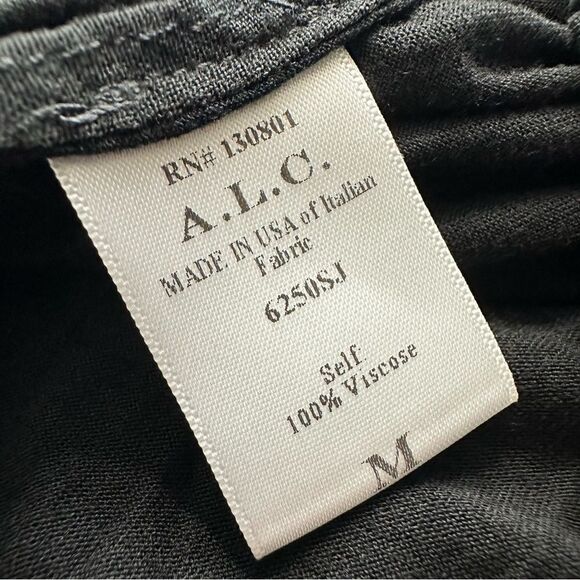 RN# 130801
A.L.C.
MADE IN USA of Italian
Fabric
6250SJ
Self:
100% Viscose
M